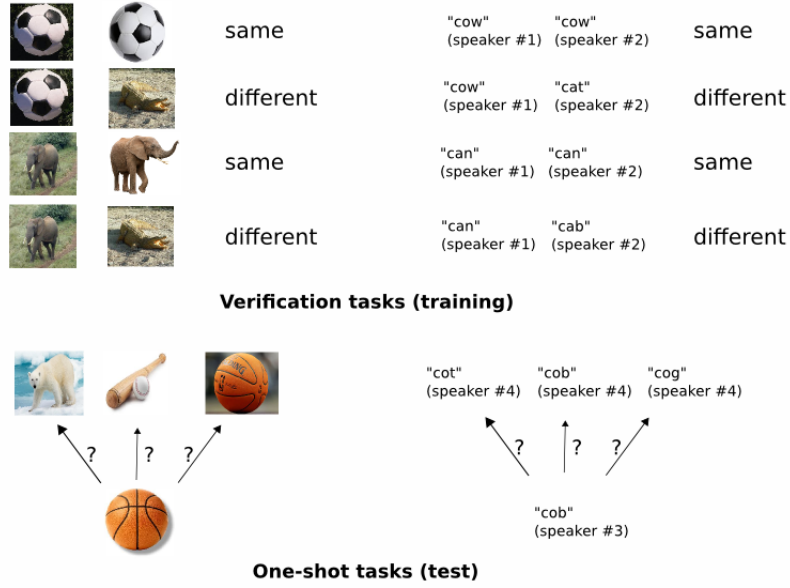 same
"cow" "cow"
(speaker #1) (speaker #2)
same
different
"cow" "cat"
(speaker #1) (speaker #2)
different
same
"can" "can"
(speaker #1) (speaker #2)
same
different
"can" "cab"
(speaker #1) (speaker #2)
different
Verification tasks (training)
"cot" "cob" "cog"
(speaker #4) (speaker #4) (speaker #4)
? ? ?
? ? ?
"cob"
(speaker #3)
One-shot tasks (test)